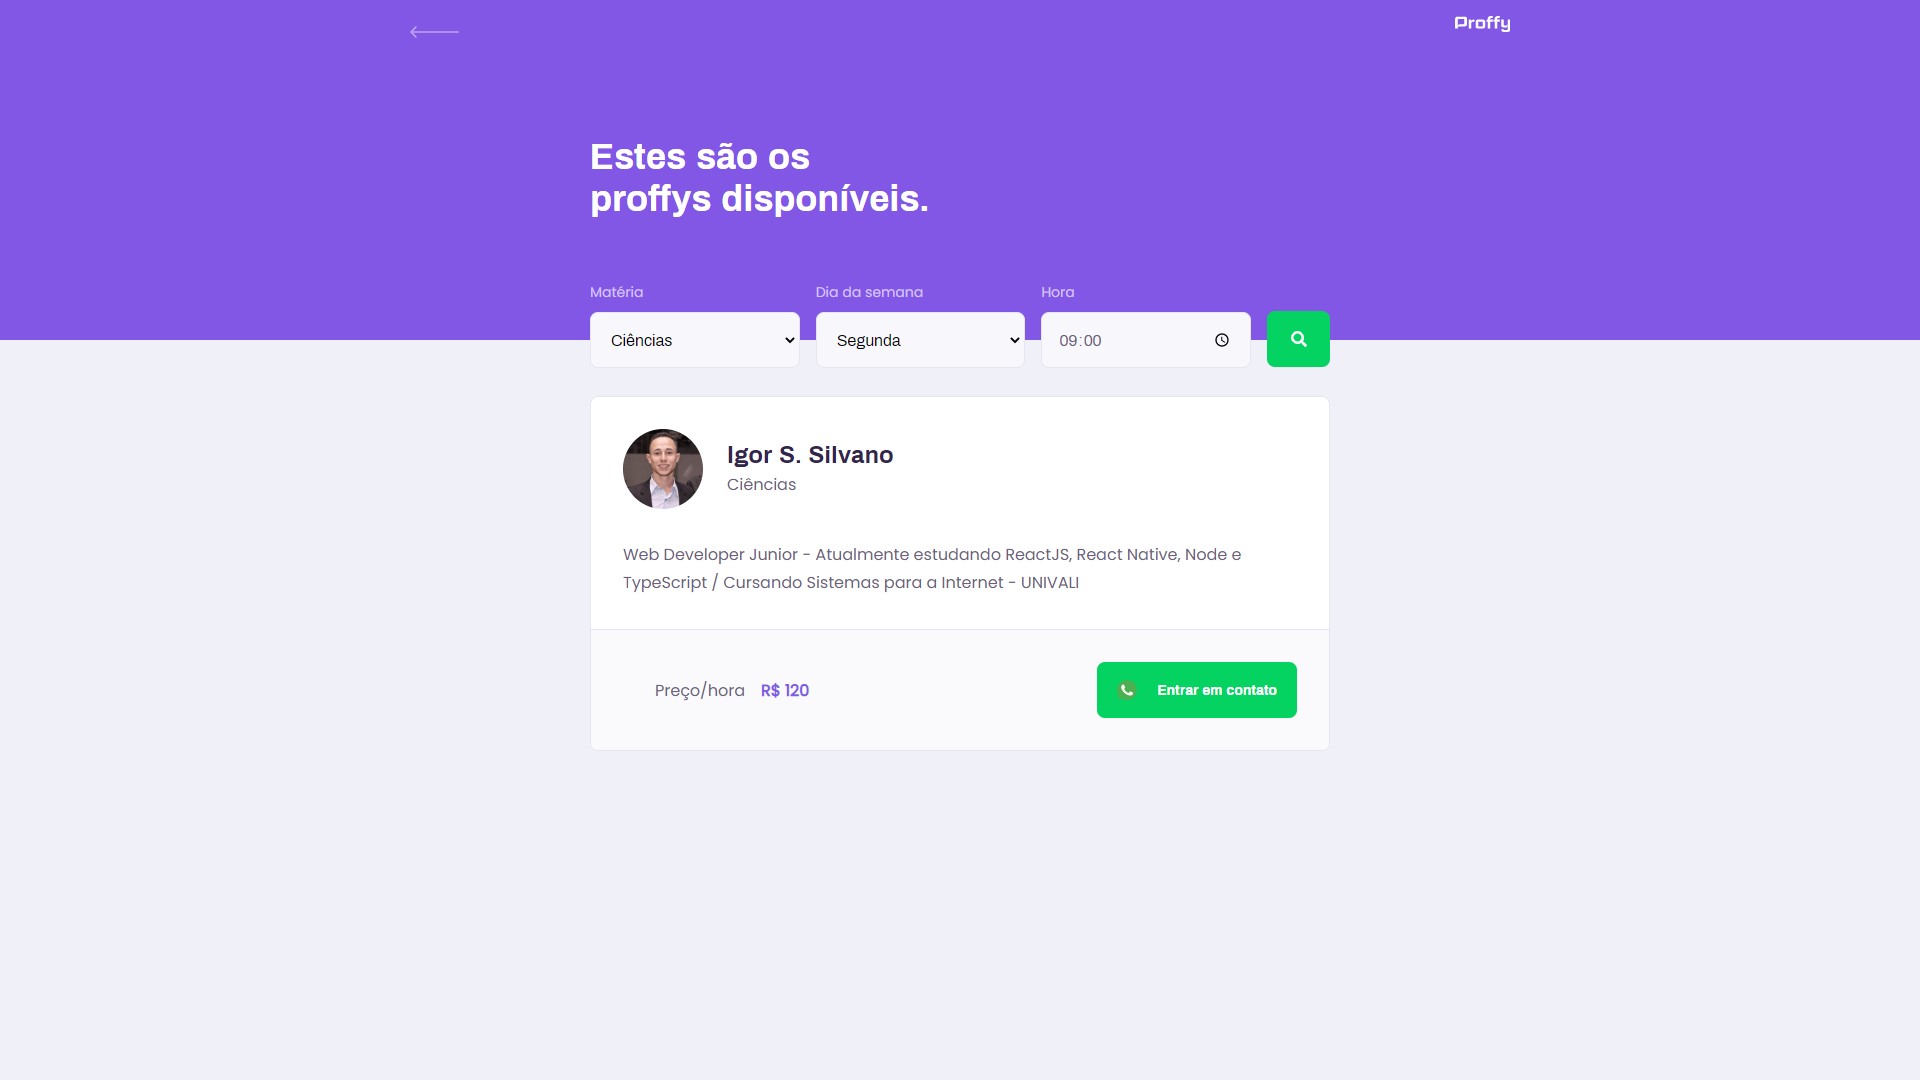 Proffy
Estes são os
proffys disponíveis.
Matéria
Dia da semana
Hora
Ciências
Segunda
09:00
Igor S. Silvano
Ciências
Web Developer Junior - Atualmente estudando ReactJS, React Native, Node e
TypeScript / Cursando Sistemas para a Internet - UNIVALI
Preço/hora R$ 120
Entrar em contato